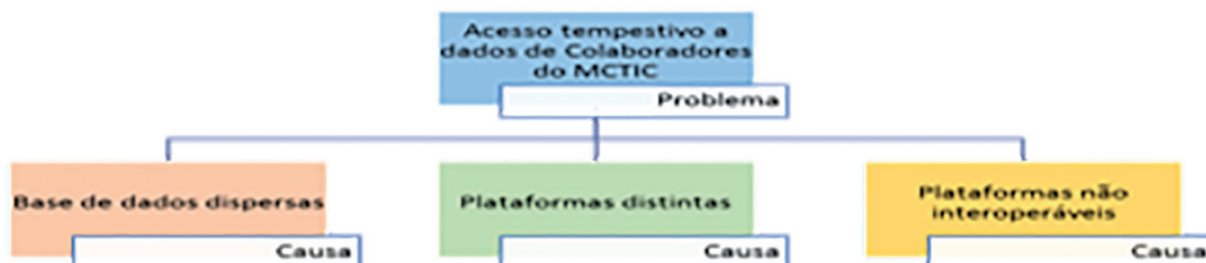 Acesso tempestivo a
dados de Colaboradores
do MCTIC
Problema
Base de dados dispersas
Causa
Plataformas distintas
Causa
Plataformas não
interoperáveis
Causa